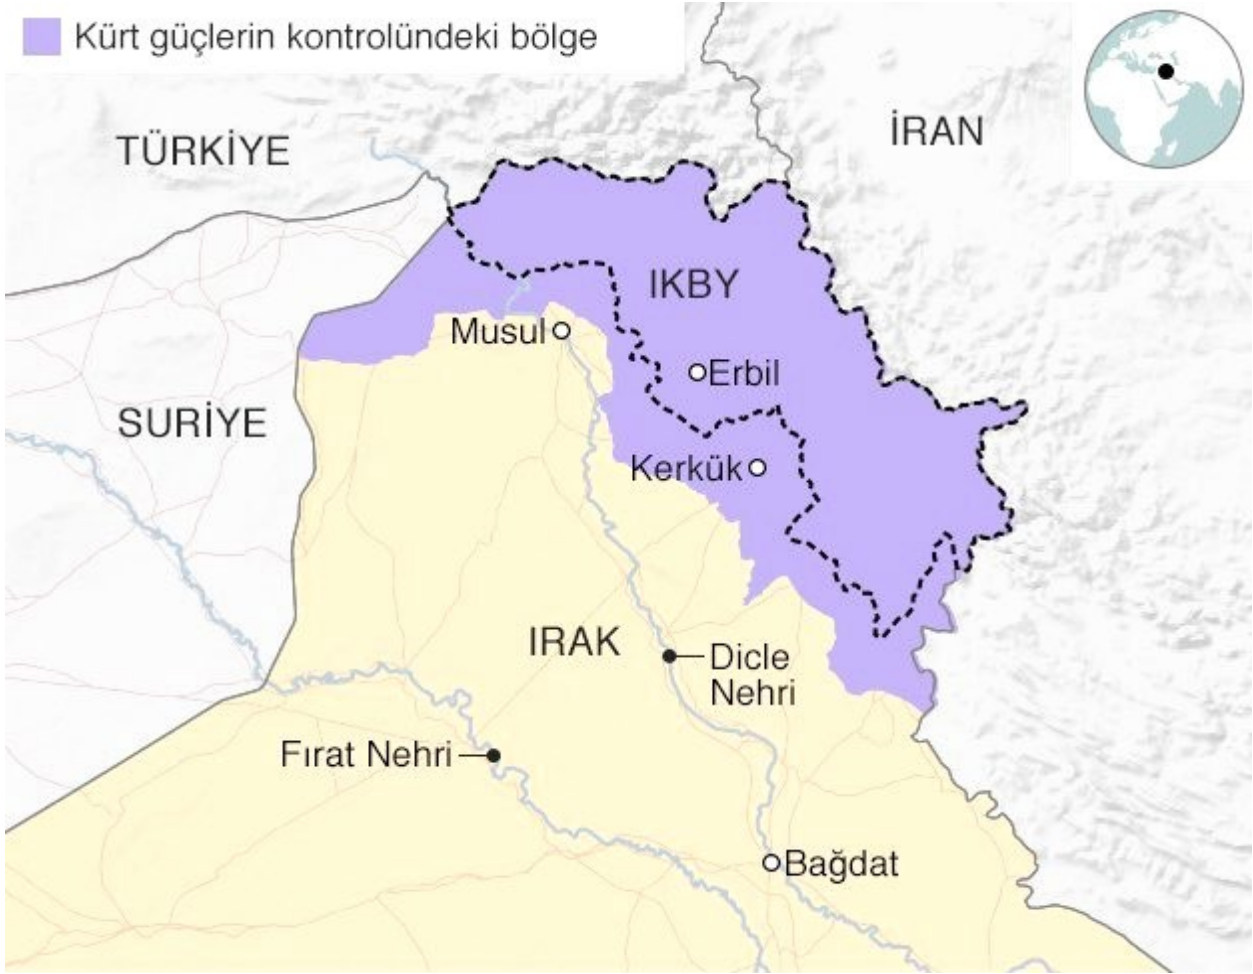 Kürt güçlerin kontrolündeki bölge
TÜRKİYE
İRAN
IKBY
Musul
Erbil
SURİYE
Kerkük
IRAK
Dicle
Nehri
Fırat Nehri
Bağdat